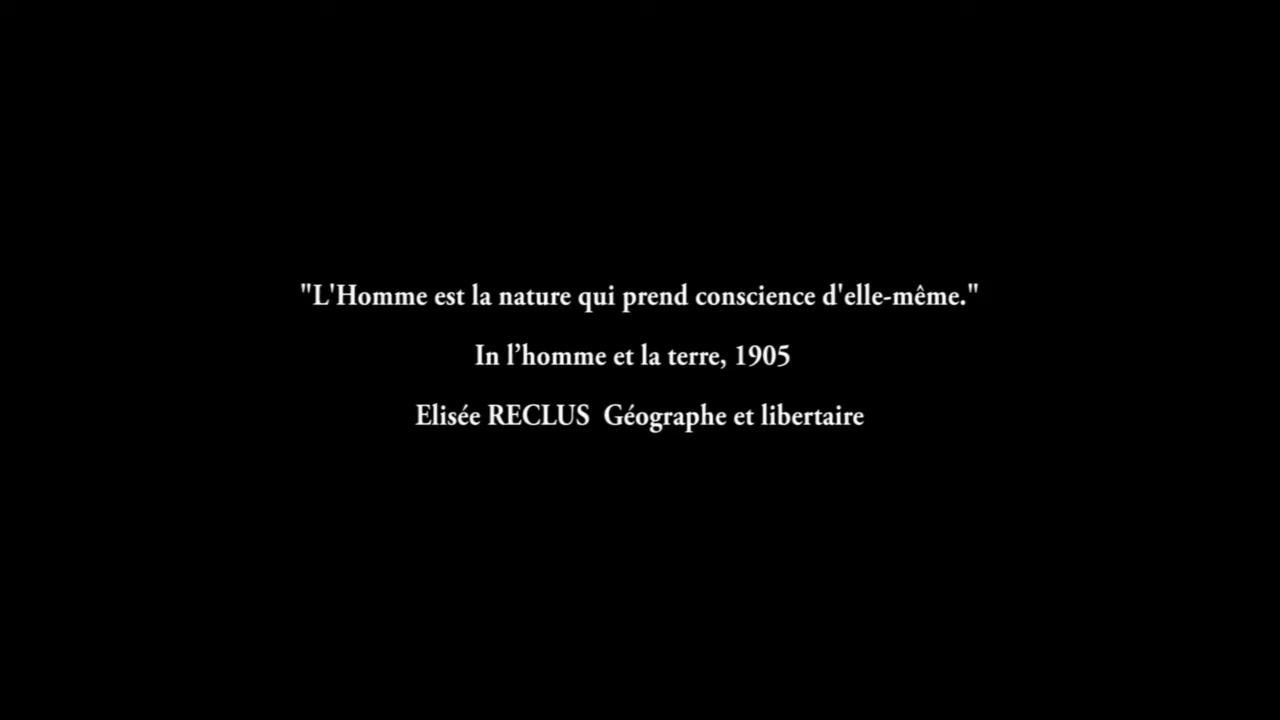 "L'Homme est la nature qui prend conscience d'elle-même."
In l’homme et la terre, 1905
Elisée RECLUS  Géographe et libertaire